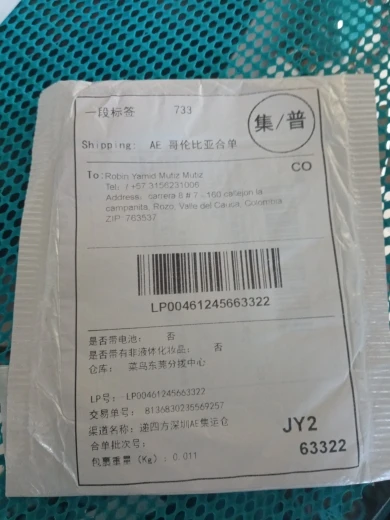 一段标签 733
集/普
Shipping: AE 哥伦比亚合单
CO
To: Robin Yamid Mutiz Mutiz
Tel: / +57 3156231006
Address: carrera 8 # 7 - 160 callejon la
campanita, Rozo, Valle del Cauca, Colombia
ZIP: 763537
LP00461245663322
是否带电池: 否
是否带有非液体化妆品: 否
仓库: 菜鸟东莞分拨中心
LP号: LP00461245663322
交易单号: 8136830235569257
渠道名称: 递四方深圳AE集运仓
合单批次号:
包裹重量 (Kg): 0.011
JY2
63322